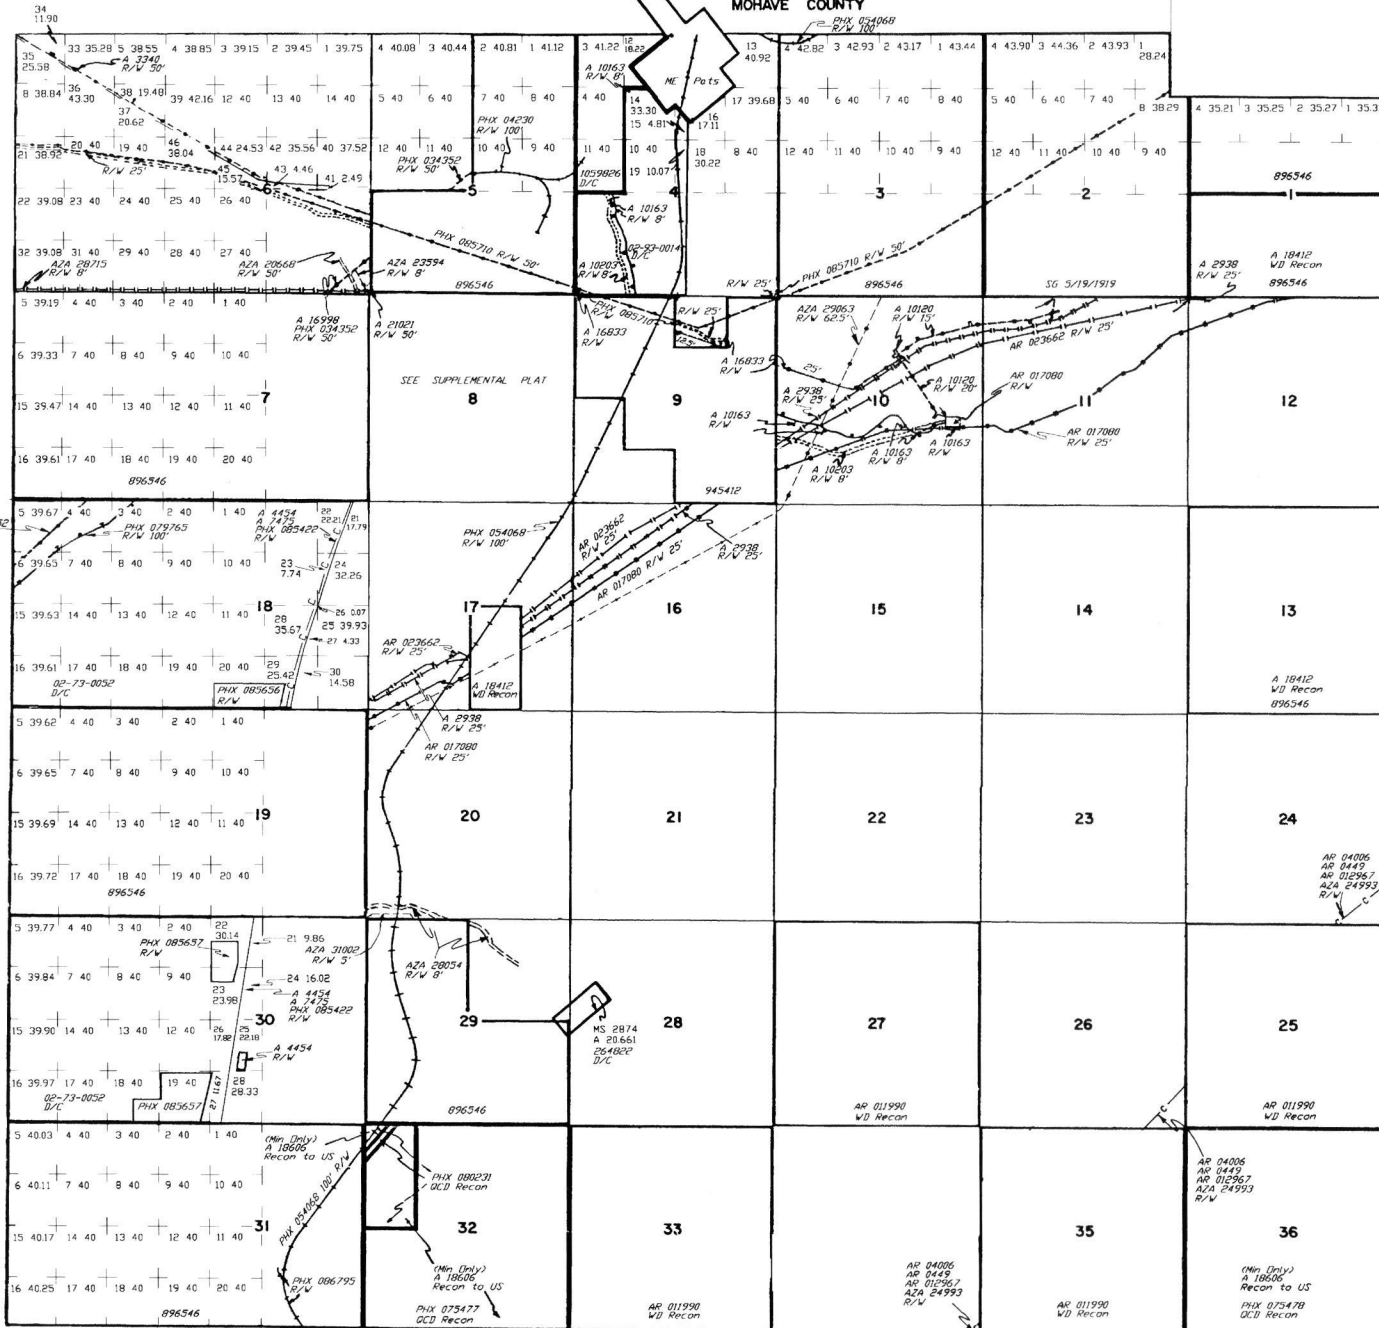 MOHAVE COUNTY
34
11.90
PHX 054068
R/W 100'
33 35.28 5 38.55 4 38.85 3 39.15 2 39.45 1 39.75 4 40.08 3 40.44 2 40.81 1 41.12 3 41.22 12 18.22 13 40.92 4 42.82 3 42.93 2 43.17 1 43.44 4 43.90 3 44.36 2 43.93 1 28.24
35
25.58
A 3340
R/W 50'
A 10163
R/W 8'
ME Pats
8 38.84 36 43.30 38 19.48 39 42.16 12 40 13 40 14 40 5 40 6 40 7 40 8 40 4 40 14 33.30 17 39.68 5 40 6 40 7 40 8 40 5 40 6 40 7 40 8 38.29 4 35.21 3 35.25 2 35.27 1 35.3
37
20.62
PHX 04230
R/W 100'
15 4.81
16
17.11
21 38.92 20 40 19 40 46 38.04 44 24.53 42 35.56 40 37.52 12 40 11 40 10 40 9 40 11 40 10 40 18 30.22 8 40 12 40 11 40 10 40 9 40 12 40 11 40 10 40 9 40
R/W 25'
45
15.57
43 4.46
41 2.49
PHX 034352
R/W 50'
1059826
D/C
19 10.07
896546
6 5 4 3 2 1
22 39.08 23 40 24 40 25 40 26 40
A 10163
R/W 8'
PHX 085710 R/W 50'
02-93-0014
D/C
32 39.08 31 40 29 40 28 40 27 40
AZA 28715
R/W 8'
AZA 20668
R/W 50'
AZA 23594
R/W 8'
896546
A 10203
R/W 8'
R/W 25'
PHX 085710 R/W 50'
896546
SG 5/19/1919
A 2938
R/W 25'
A 18412
WD Recon
896546
5 39.19 4 40 3 40 2 40 1 40
A 16998
PHX 034352
R/W 50'
A 21021
R/W 50'
A 16833
R/W
PHX 085710
R/W 25'
12.5'
AZA 29063
R/W 62.5'
A 10120
R/W 15'
AR 023662 R/W 25'
6 39.33 7 40 8 40 9 40 10 40
SEE SUPPLEMENTAL PLAT
A 16833
R/W
25'
A 2938
R/W 25'
A 10120
R/W 20'
AR 017080
R/W
7 8 9 10 11 12
15 39.47 14 40 13 40 12 40 11 40
A 10163
R/W
A 10163
R/W 8'
A 10163
R/W
AR 017080
R/W 25'
A 10203
R/W 8'
16 39.61 17 40 18 40 19 40 20 40
896546
945412
5 39.67 4 40 3 40 2 40 1 40
PHX 079765
R/W 100'
A 4454
A 7475
PHX 085422
R/W
22
22.21
21
17.79
PHX 054068
R/W 100'
AR 023662
R/W 25'
A 2938
R/W 25'
AR 017080 R/W 25'
6 39.65 7 40 8 40 9 40 10 40
23
7.74
24
32.26
15 39.63 14 40 13 40 12 40 11 40
18 17 16 15 14 13
28
35.67
26 0.07
25 39.93
27 4.33
AR 023662
R/W 25'
16 39.61 17 40 18 40 19 40 20 40
29
25.42
30
14.58
02-73-0052
D/C
PHX 085656
R/W
A 18412
WD Recon
A 18412
WD Recon
896546
5 39.62 4 40 3 40 2 40 1 40
A 2938
R/W 25'
AR 017080
R/W 25'
6 39.65 7 40 8 40 9 40 10 40
15 39.69 14 40 13 40 12 40 11 40
19 20 21 22 23 24
16 39.72 17 40 18 40 19 40 20 40
896546
AR 04006
AR 0449
AR 012967
AZA 24993
R/W
5 39.77 4 40 3 40 2 40 22 30.14
PHX 085657
R/W
21 9.86
AZA 31002
R/W 5'
AZA 28054
R/W 8'
6 39.84 7 40 8 40 9 40
24 16.02
23
23.98
A 4454
A 7475
PHX 085422
R/W
15 39.90 14 40 13 40 12 40 26 17.82 25 22.18
30 29 28 27 26 25
A 4454
R/W
MS 2874
A 20.661
264822
D/C
16 39.97 17 40 18 40 19 40 27 11.67 28 28.33
02-73-0052
D/C
PHX 085657
896546
AR 011990
WD Recon
AR 011990
WD Recon
5 40.03 4 40 3 40 2 40 1 40
(Min Only)
A 18606
Recon to US
PHX 080231
QCD Recon
AR 04006
AR 0449
AR 012967
AZA 24993
R/W
6 40.11 7 40 8 40 9 40 10 40
PHX 054068 100' R/W
15 40.17 14 40 13 40 12 40 11 40
31 32 33 35 36
16 40.25 17 40 18 40 19 40 20 40
PHX 086795
R/W
896546
(Min Only)
A 18606
Recon to US
PHX 075477
QCD Recon
AR 011990
WD Recon
AR 04006
AR 0449
AR 012967
AZA 24993
R/W
AR 011990
WD Recon
(Min Only)
A 18606
Recon to US
PHX 075478
QCD Recon